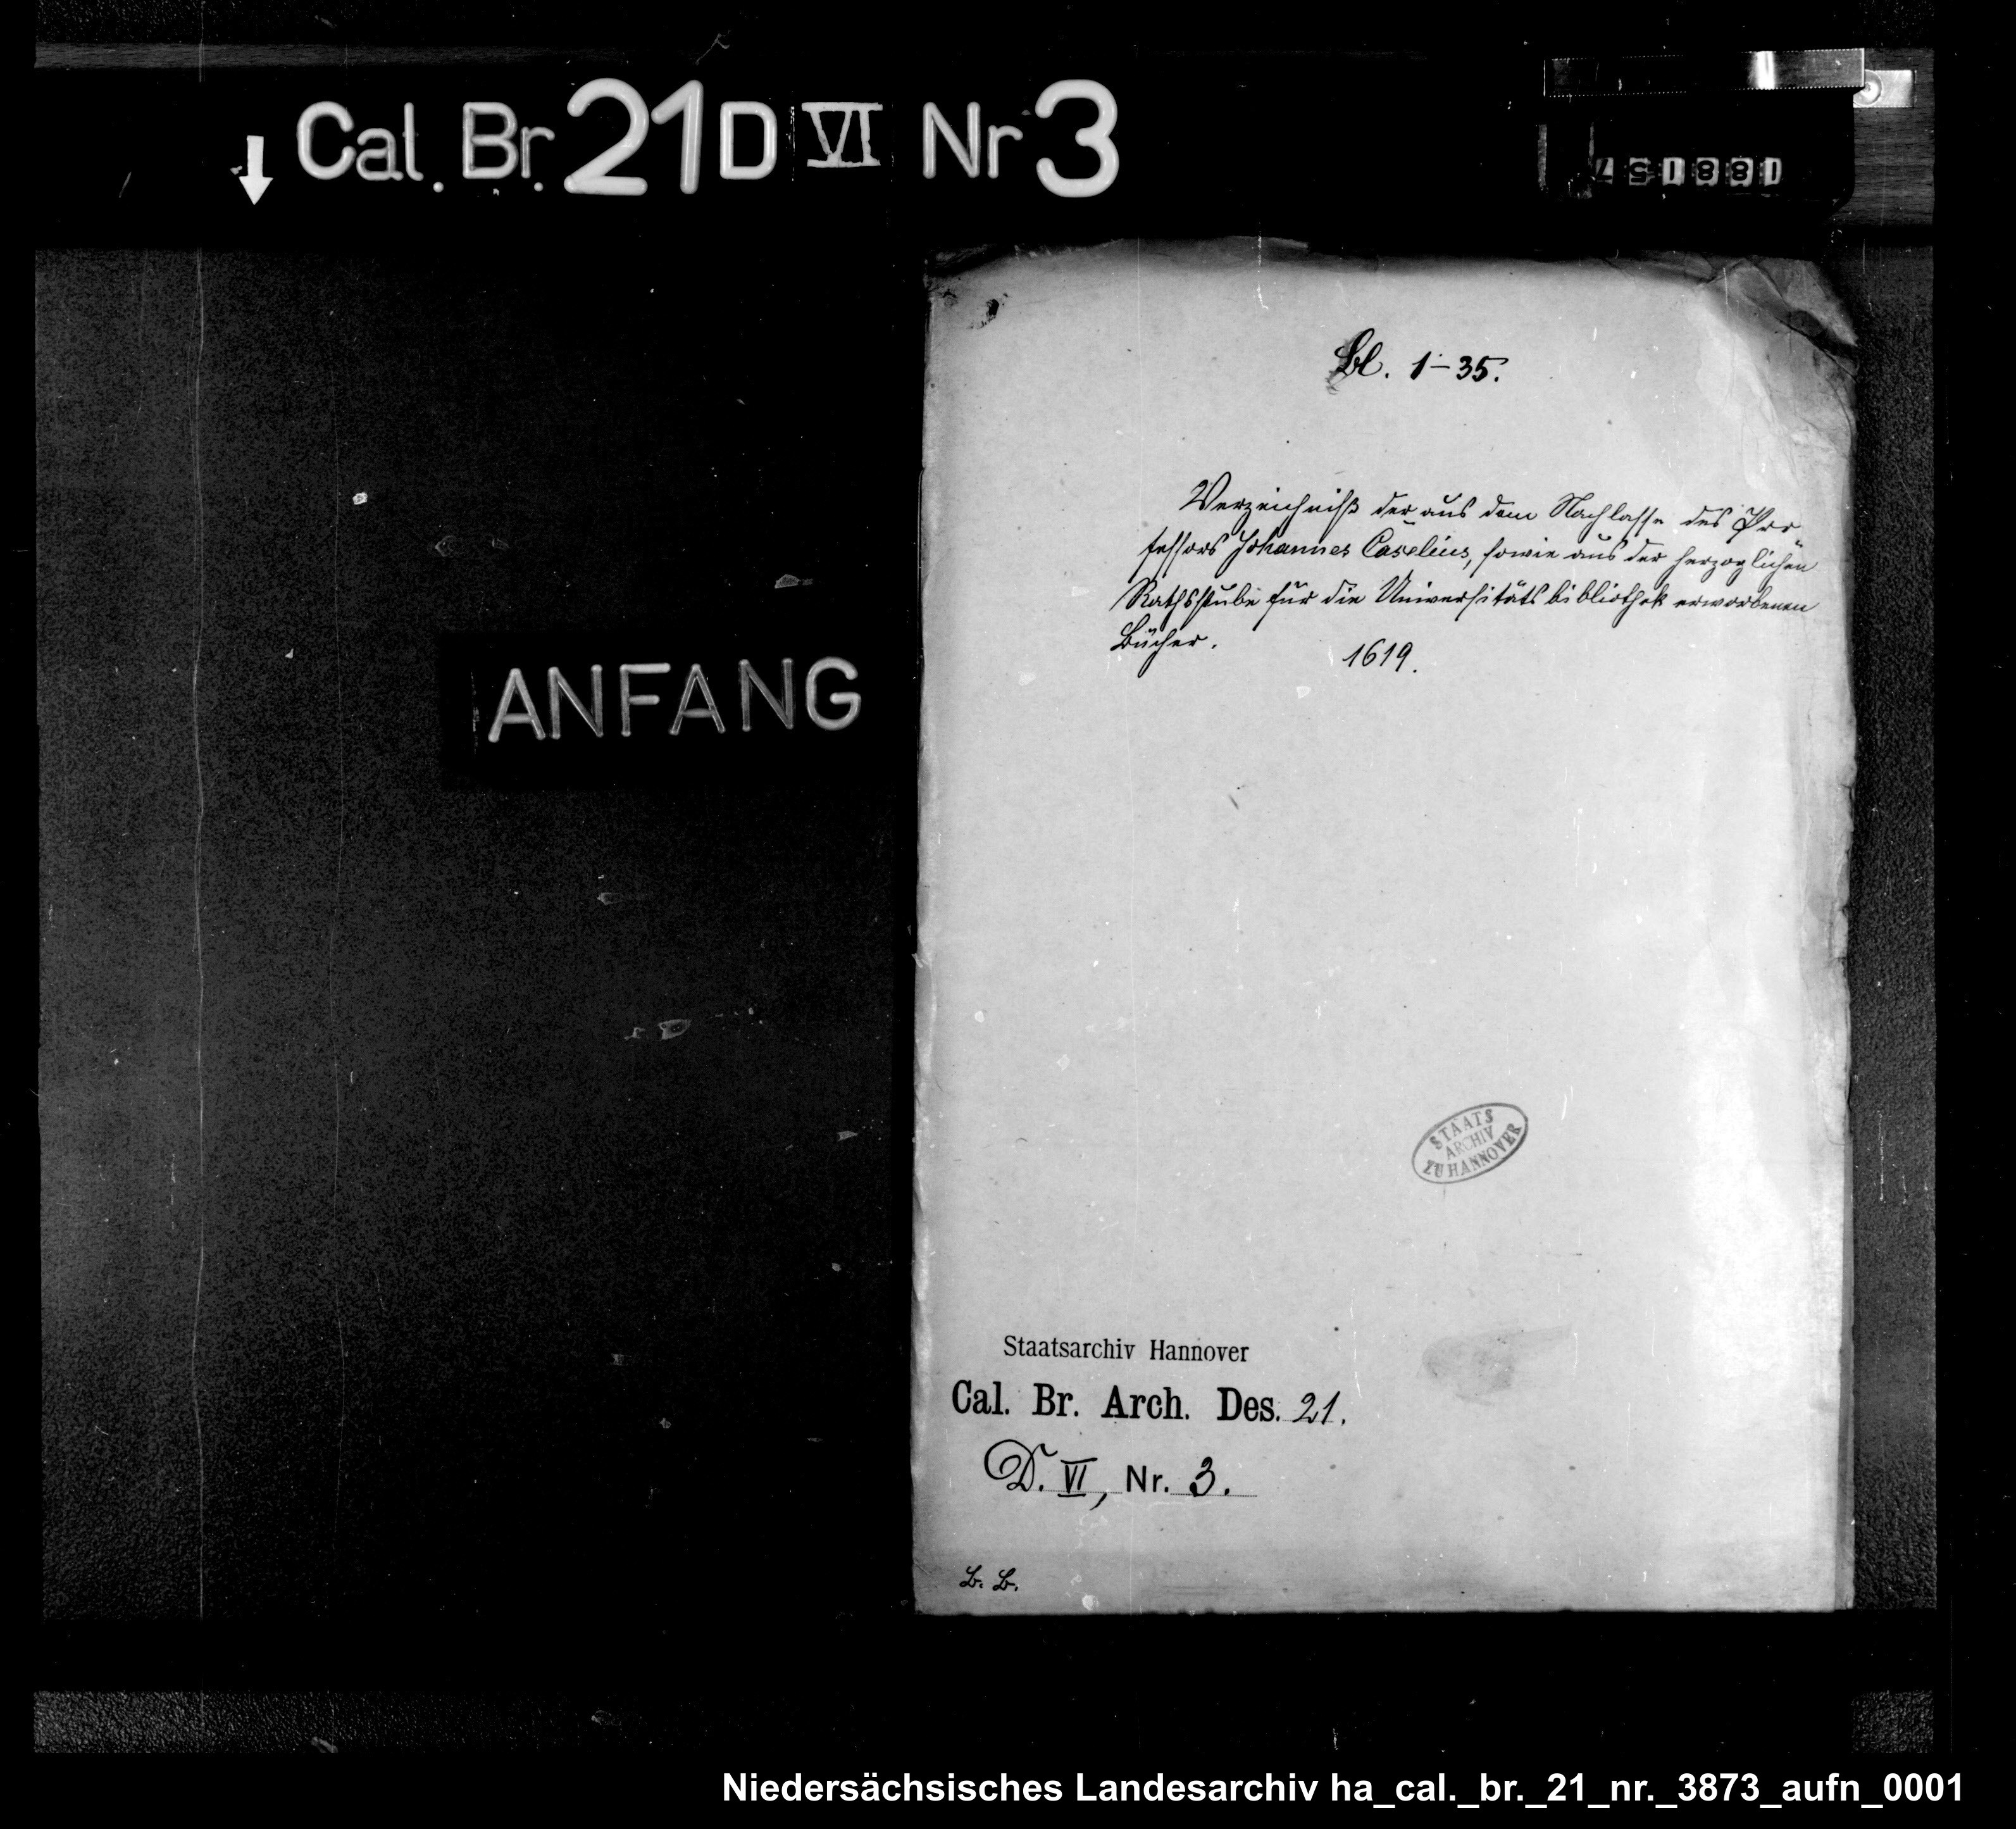 ↓ Cal. Br. 21 D VI Nr 3
Bl. 1-35.
Verzeichniß der aus dem Nachlasse des Pro-
fessors Johannes Caselius, sowie aus der herzoglichen
Rathsstube für die Universitätsbibliothek erworbenen
Bücher.
1619.
ANFANG
STAATS
ARCHIV
ZU HANNOVER
Staatsarchiv Hannover
Cal. Br. Arch. Des. 21.
D. VI, Nr. 3.
B. B.
Niedersächsisches Landesarchiv ha_cal._br._21_nr._3873_aufn_0001